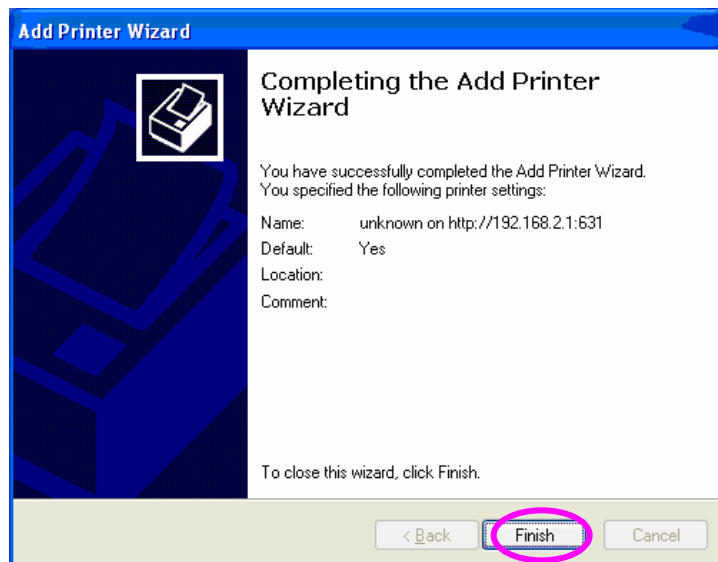 Add Printer Wizard
Completing the Add Printer
Wizard
You have successfully completed the Add Printer Wizard.
You specified the following printer settings:
Name: unknown on http://192.168.2.1:631
Default: Yes
Location:
Comment:
To close this wizard, click Finish.
< Back Finish Cancel